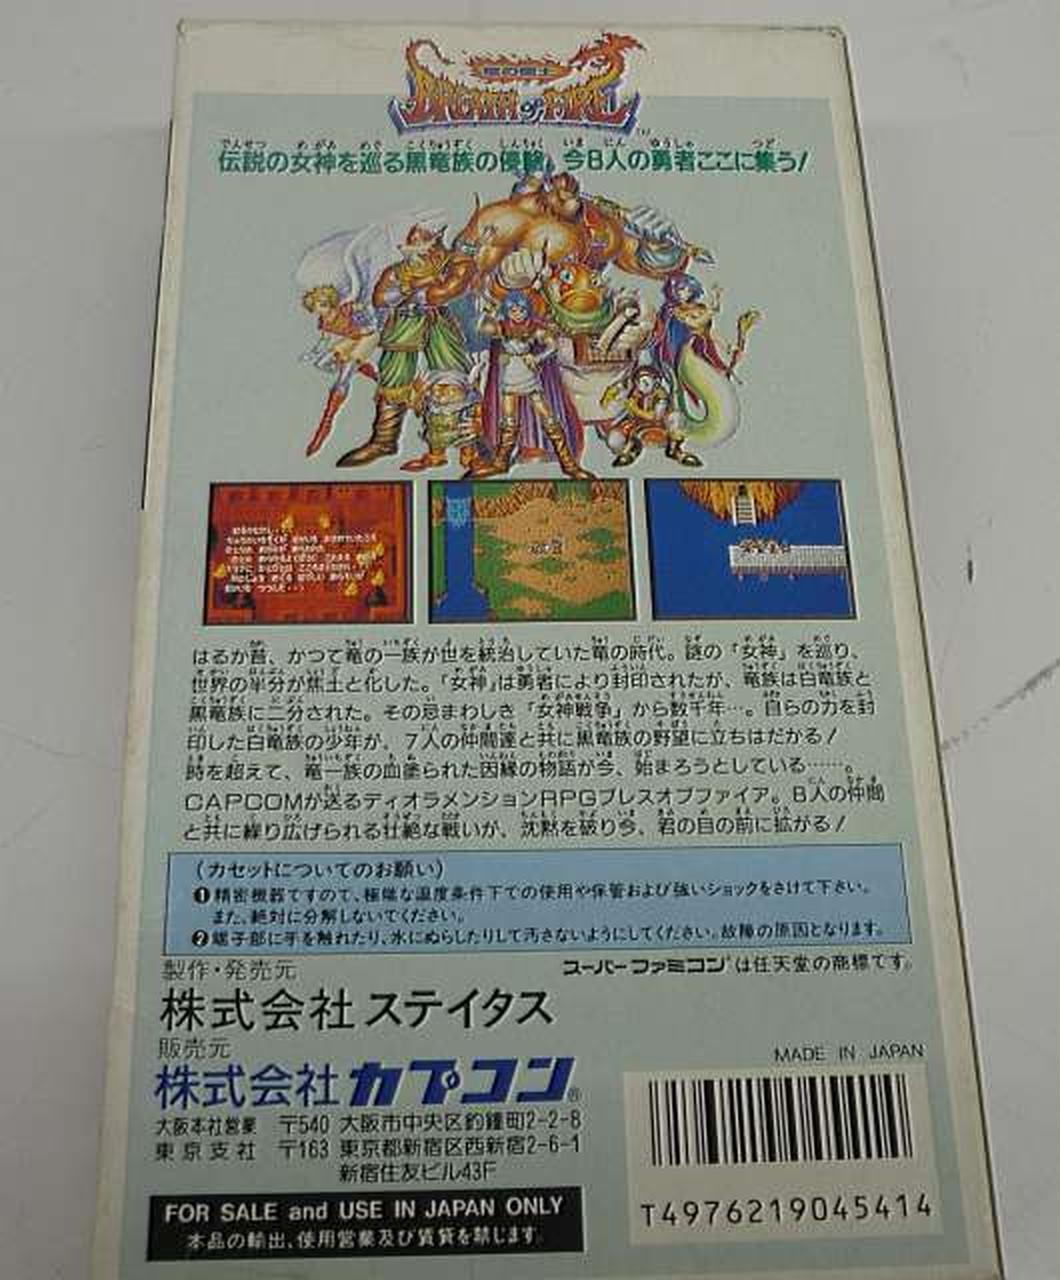 竜の戦士
BREATH of FIRE
TM
伝説の女神を巡る黒竜族の侵略。今8人の勇者ここに集う!
はるか昔、かつて竜の一族が世を統治していた竜の時代。謎の「女神」を巡り、
世界の半分が焦土と化した。「女神」は勇者により封印されたが、竜族は白竜族と
黒竜族に二分された。その忌まわしき「女神戦争」から数千年…。自らの力を封
印した白竜族の少年が、7人の仲間達と共に黒竜族の野望に立ちはだかる!
時を超えて、竜一族の血塗られた因縁の物語が今、始まろうとしている……。
CAPCOMが送るディオラメンションRPGブレスオブファイア。8人の仲間
と共に繰り広げられる壮絶な戦いが、沈黙を破り今、君の目の前に拡がる!
(カセットについてのお願い)
❶精密機器ですので、極端な温度条件下での使用や保管および強いショックをさけて下さい。
また、絶対に分解しないでください。
❷端子部に手を触れたり、水にぬらしたりして汚さないようにしてください。故障の原因となります。
製作・発売元
スーパーファミコン®は任天堂の商標です。
株式会社ステイタス
販売元
株式会社カプコン®
大阪本社営業 〒540 大阪市中央区釣鐘町2-2-8
東京支社 〒163 東京都新宿区西新宿2-6-1
新宿住友ビル43F
FOR SALE and USE IN JAPAN ONLY
本品の輸出、使用営業及び賃貸を禁じます。
MADE IN JAPAN
T4976219045414